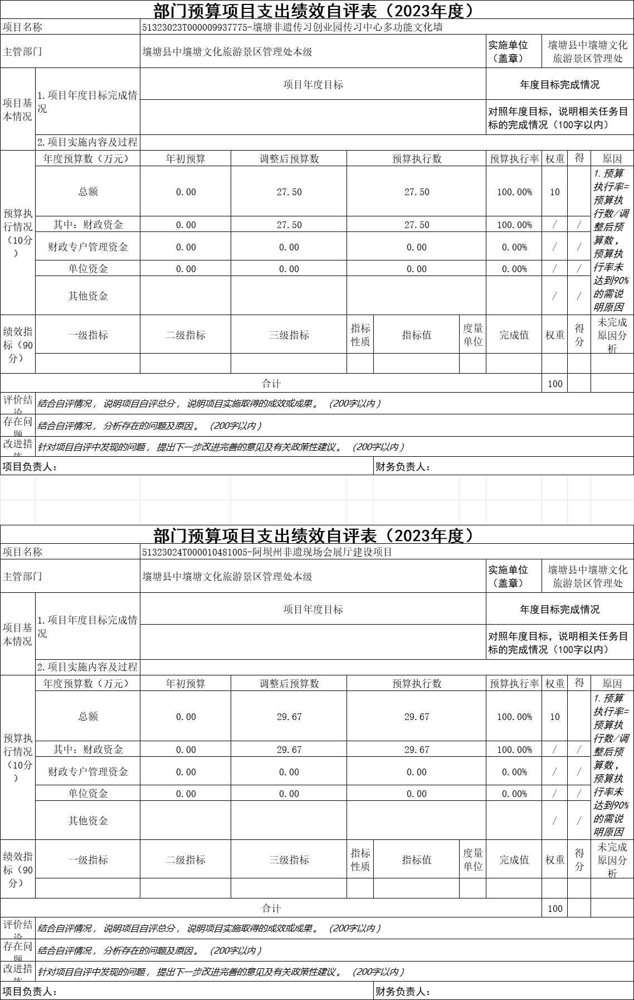 部门预算项目支出绩效自评表（2023年度）
项目名称 51323023T000009937775-壤塘非遗传习创业园传习中心多功能文化墙
主管部门 壤塘县中壤塘文化旅游景区管理处本级 实施单位（盖章） 壤塘县中壤塘文化旅游景区管理处
项目基本情况 1.项目年度目标完成情况 项目年度目标 年度目标完成情况
对照年度目标，说明相关任务目标的完成情况（100字以内）
2.项目实施内容及过程
预算执行情况（10分） 年度预算数（万元） 年初预算 调整后预算数 预算执行数 预算执行率 权重 得 原因
总额 0.00 27.50 27.50 100.00% 10 1.预算执行率=预算执行数/调整后预算数，预算执行率未达到90%的需说明原因
其中：财政资金 0.00 27.50 27.50 100.00% / /
财政专户管理资金 0.00 0.00 0.00 0.00% / /
单位资金 0.00 0.00 0.00 0.00% / /
其他资金 / /
绩效指标（90分） 一级指标 二级指标 三级指标 指标性质 指标值 度量单位 完成值 权重 得分 未完成原因分析
合计 100
评价结论 结合自评情况，说明项目自评总分，说明项目实施取得的成效或成果。（200字以内）
存在问题 结合自评情况，分析存在的问题及原因。（200字以内）
改进措施 针对项目自评中发现的问题，提出下一步改进完善的意见及有关政策性建议。（200字以内）
项目负责人： 财务负责人：
部门预算项目支出绩效自评表（2023年度）
项目名称 51323024T000010481005-阿坝州非遗现场会展厅建设项目
主管部门 壤塘县中壤塘文化旅游景区管理处本级 实施单位（盖章） 壤塘县中壤塘文化旅游景区管理处
项目基本情况 1.项目年度目标完成情况 项目年度目标 年度目标完成情况
对照年度目标，说明相关任务目标的完成情况（100字以内）
2.项目实施内容及过程
预算执行情况（10分） 年度预算数（万元） 年初预算 调整后预算数 预算执行数 预算执行率 权重 得 原因
总额 0.00 29.67 29.67 100.00% 10 1.预算执行率=预算执行数/调整后预算数，预算执行率未达到90%的需说明原因
其中：财政资金 0.00 29.67 29.67 100.00% / /
财政专户管理资金 0.00 0.00 0.00 0.00% / /
单位资金 0.00 0.00 0.00 0.00% / /
其他资金 / /
绩效指标（90分） 一级指标 二级指标 三级指标 指标性质 指标值 度量单位 完成值 权重 得分 未完成原因分析
合计 100
评价结论 结合自评情况，说明项目自评总分，说明项目实施取得的成效或成果。（200字以内）
存在问题 结合自评情况，分析存在的问题及原因。（200字以内）
改进措施 针对项目自评中发现的问题，提出下一步改进完善的意见及有关政策性建议。（200字以内）
项目负责人： 财务负责人：